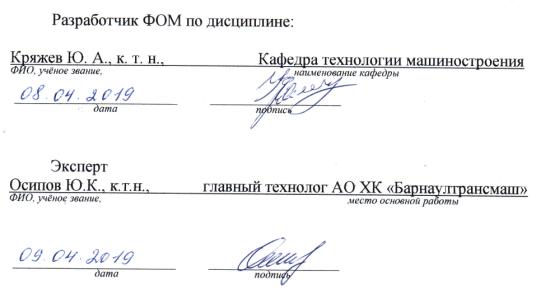 Разработчик ФОМ по дисциплине:
Кряжев Ю. А., к. т. н., Кафедра технологии машиностроения
ФИО, учёное звание, наименование кафедры
08.04.2019
дата подпись
Эксперт
Осипов Ю.К., к.т.н., главный технолог АО ХК «Барнаултрансмаш»
ФИО, учёное звание, место основной работы
09.04.2019
дата подпись